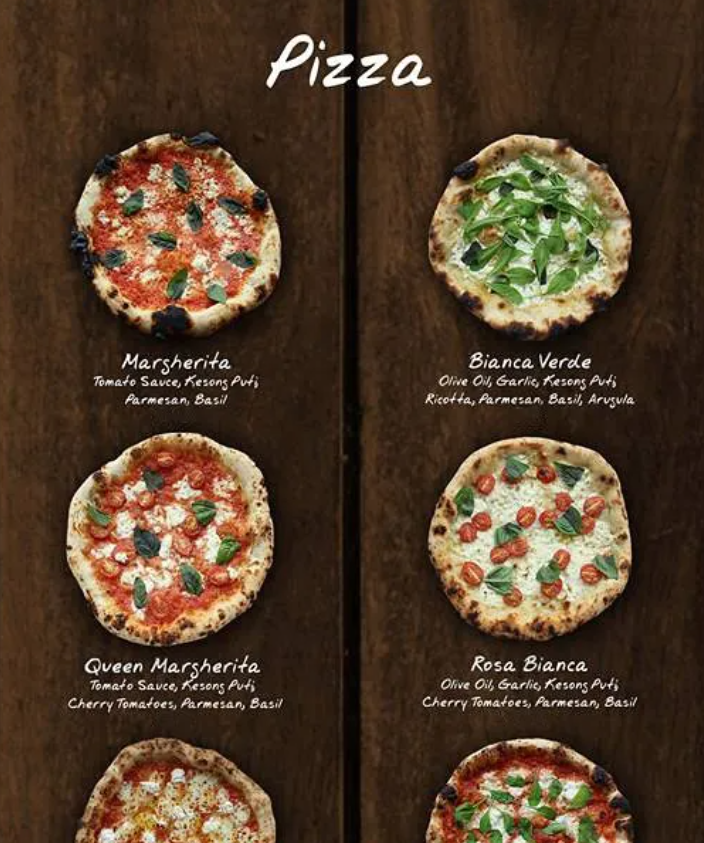 Pizza
Margherita
Tomato Sauce, Kesong Puti,
Parmesan, Basil
Bianca Verde
Olive Oil, Garlic, Kesong Puti,
Ricotta, Parmesan, Basil, Arugula
Queen Margherita
Tomato Sauce, Kesong Puti,
Cherry Tomatoes, Parmesan, Basil
Rosa Bianca
Olive Oil, Garlic, Kesong Puti,
Cherry Tomatoes, Parmesan, Basil